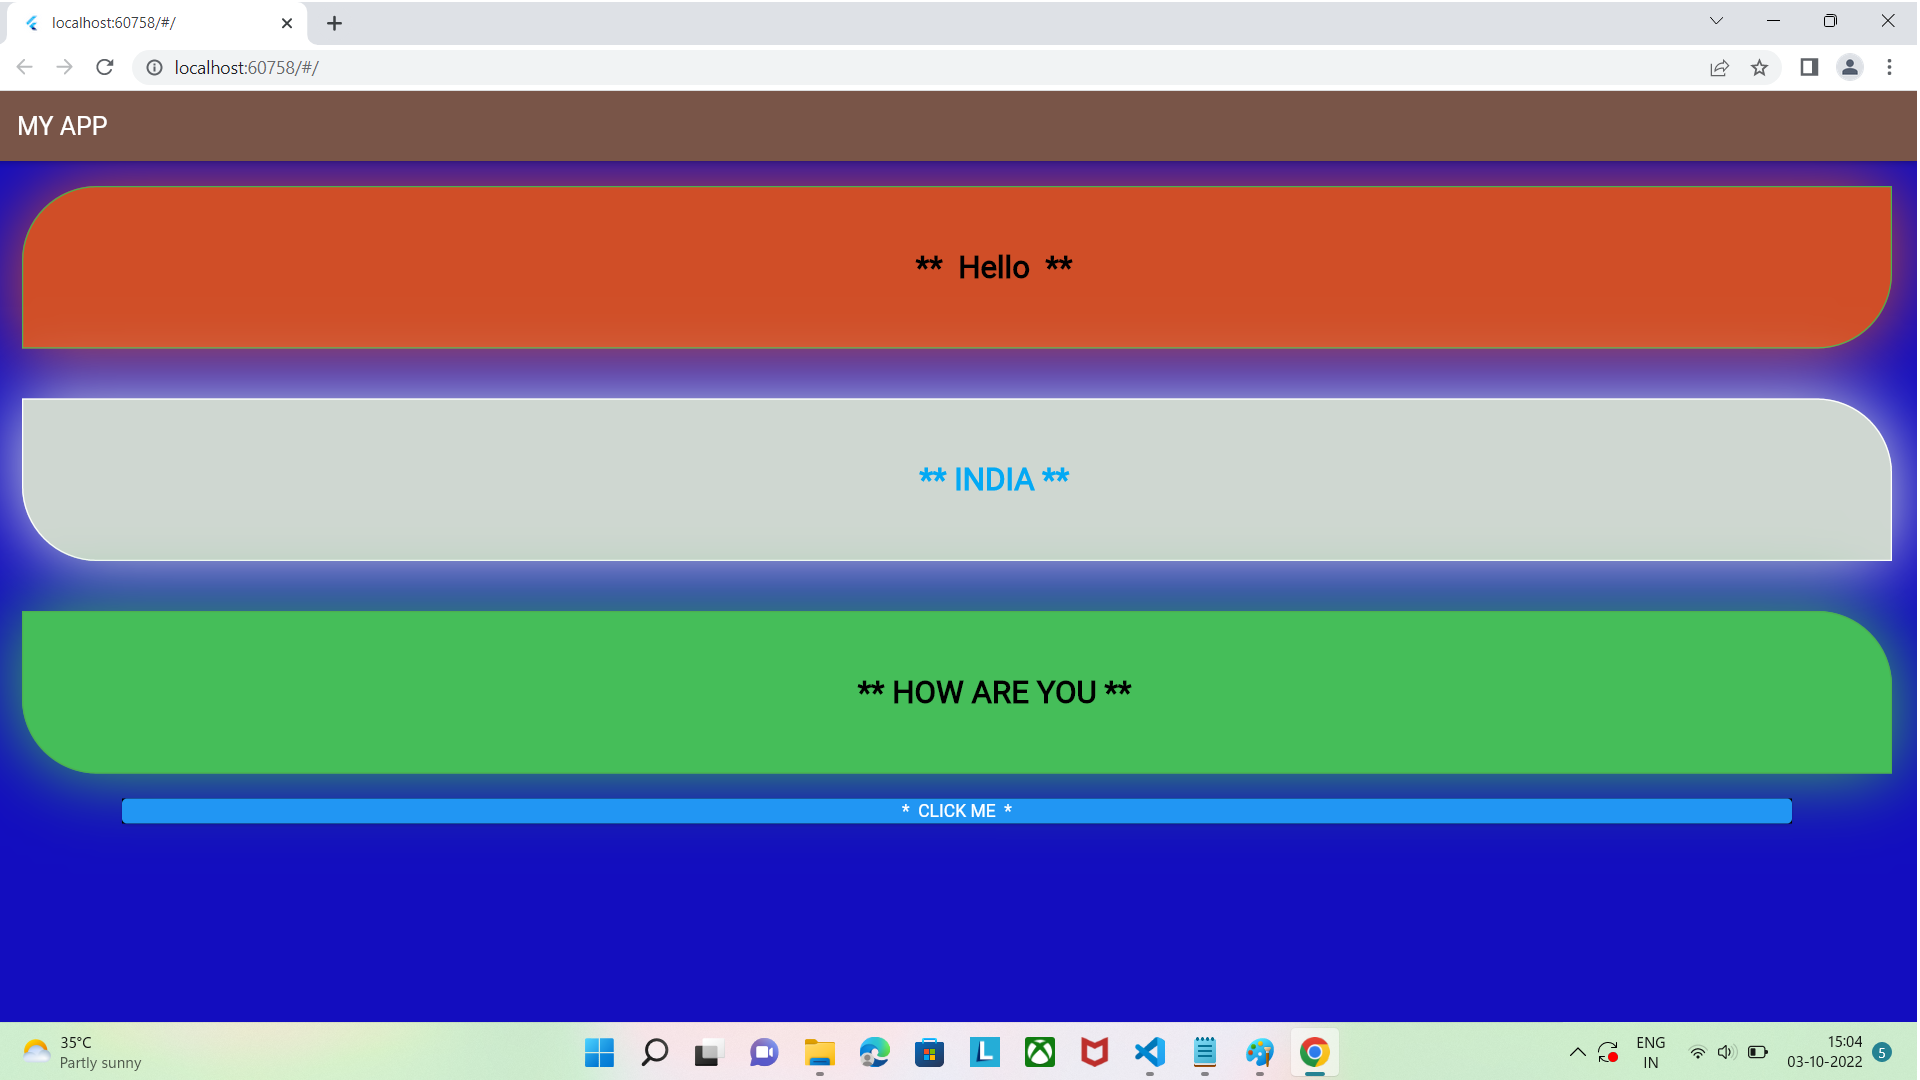 localhost:60758/#/
localhost:60758/#/
MY APP
** Hello **
** INDIA **
** HOW ARE YOU **
* CLICK ME *
35°C
Partly sunny
L
ENG
IN
15:04
03-10-2022
5